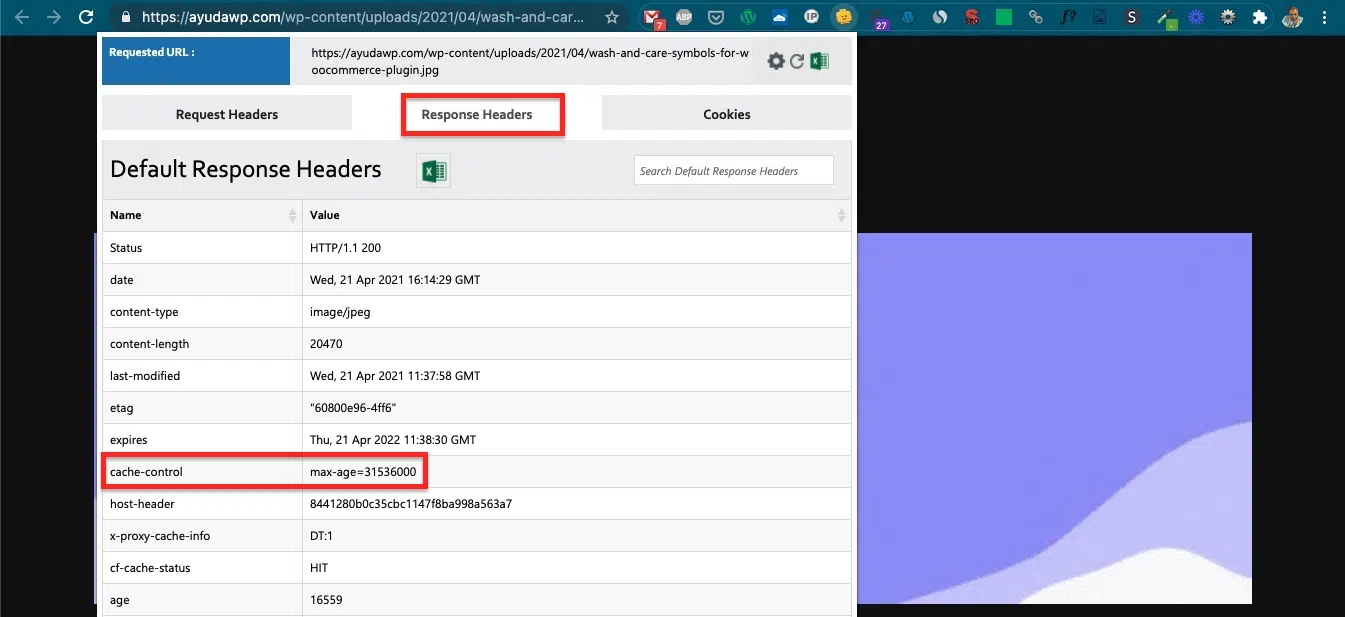 https://ayudawp.com/wp-content/uploads/2021/04/wash-and-car...
7
ABP
IP
27
SEO
f?
S
Requested URL :
https://ayudawp.com/wp-content/uploads/2021/04/wash-and-care-symbols-for-w
oocommerce-plugin.jpg
Request Headers
Response Headers
Cookies
Default Response Headers
Search Default Response Headers
Name Value
Status HTTP/1.1 200
date Wed, 21 Apr 2021 16:14:29 GMT
content-type image/jpeg
content-length 20470
last-modified Wed, 21 Apr 2021 11:37:58 GMT
etag "60800e96-4ff6"
expires Thu, 21 Apr 2022 11:38:30 GMT
cache-control max-age=31536000
host-header 8441280b0c35cbc1147f8ba998a563a7
x-proxy-cache-info DT:1
cf-cache-status HIT
age 16559